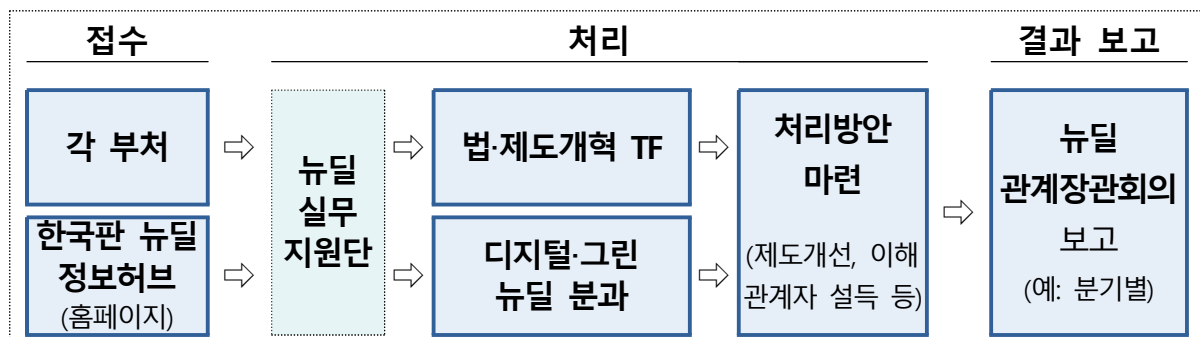 접수
처리
결과 보고
각 부처
한국판 뉴딜
정보허브
(홈페이지)
뉴딜
실무
지원단
법·제도개혁 TF
디지털·그린
뉴딜 분과
처리방안
마련
(제도개선, 이해
관계자 설득 등)
뉴딜
관계장관회의
보고
(예: 분기별)